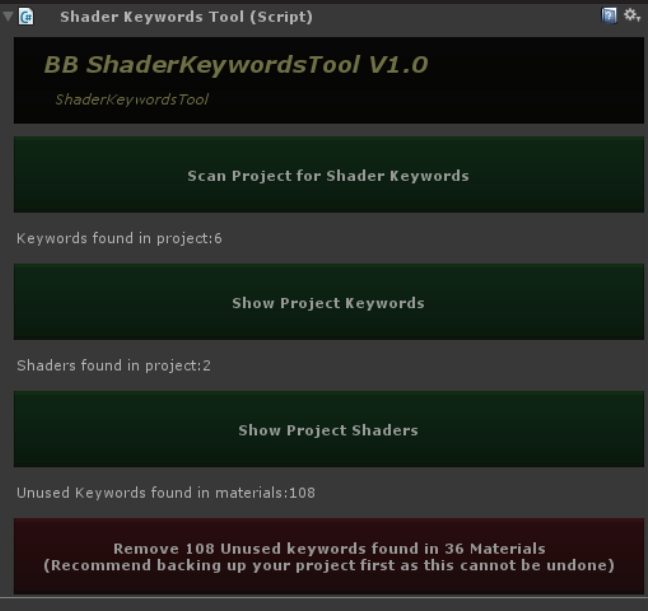 Shader Keywords Tool (Script)
BB ShaderKeywordsTool V1.0
ShaderKeywordsTool
Scan Project for Shader Keywords
Keywords found in project:6
Show Project Keywords
Shaders found in project:2
Show Project Shaders
Unused Keywords found in materials:108
Remove 108 Unused keywords found in 36 Materials
(Recommend backing up your project first as this cannot be undone)